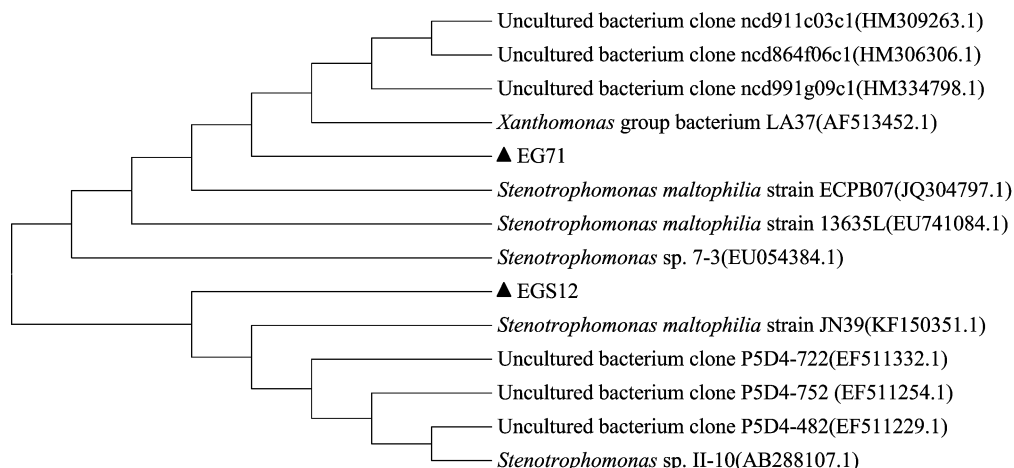 Uncultured bacterium clone ncd911c03c1(HM309263.1)
Uncultured bacterium clone ncd864f06c1(HM306306.1)
Uncultured bacterium clone ncd991g09c1(HM334798.1)
Xanthomonas group bacterium LA37(AF513452.1)
▲ EG71
Stenotrophomonas maltophilia strain ECPB07(JQ304797.1)
Stenotrophomonas maltophilia strain 13635L(EU741084.1)
Stenotrophomonas sp. 7-3(EU054384.1)
▲ EGS12
Stenotrophomonas maltophilia strain JN39(KF150351.1)
Uncultured bacterium clone P5D4-722(EF511332.1)
Uncultured bacterium clone P5D4-752 (EF511254.1)
Uncultured bacterium clone P5D4-482(EF511229.1)
Stenotrophomonas sp. II-10(AB288107.1)